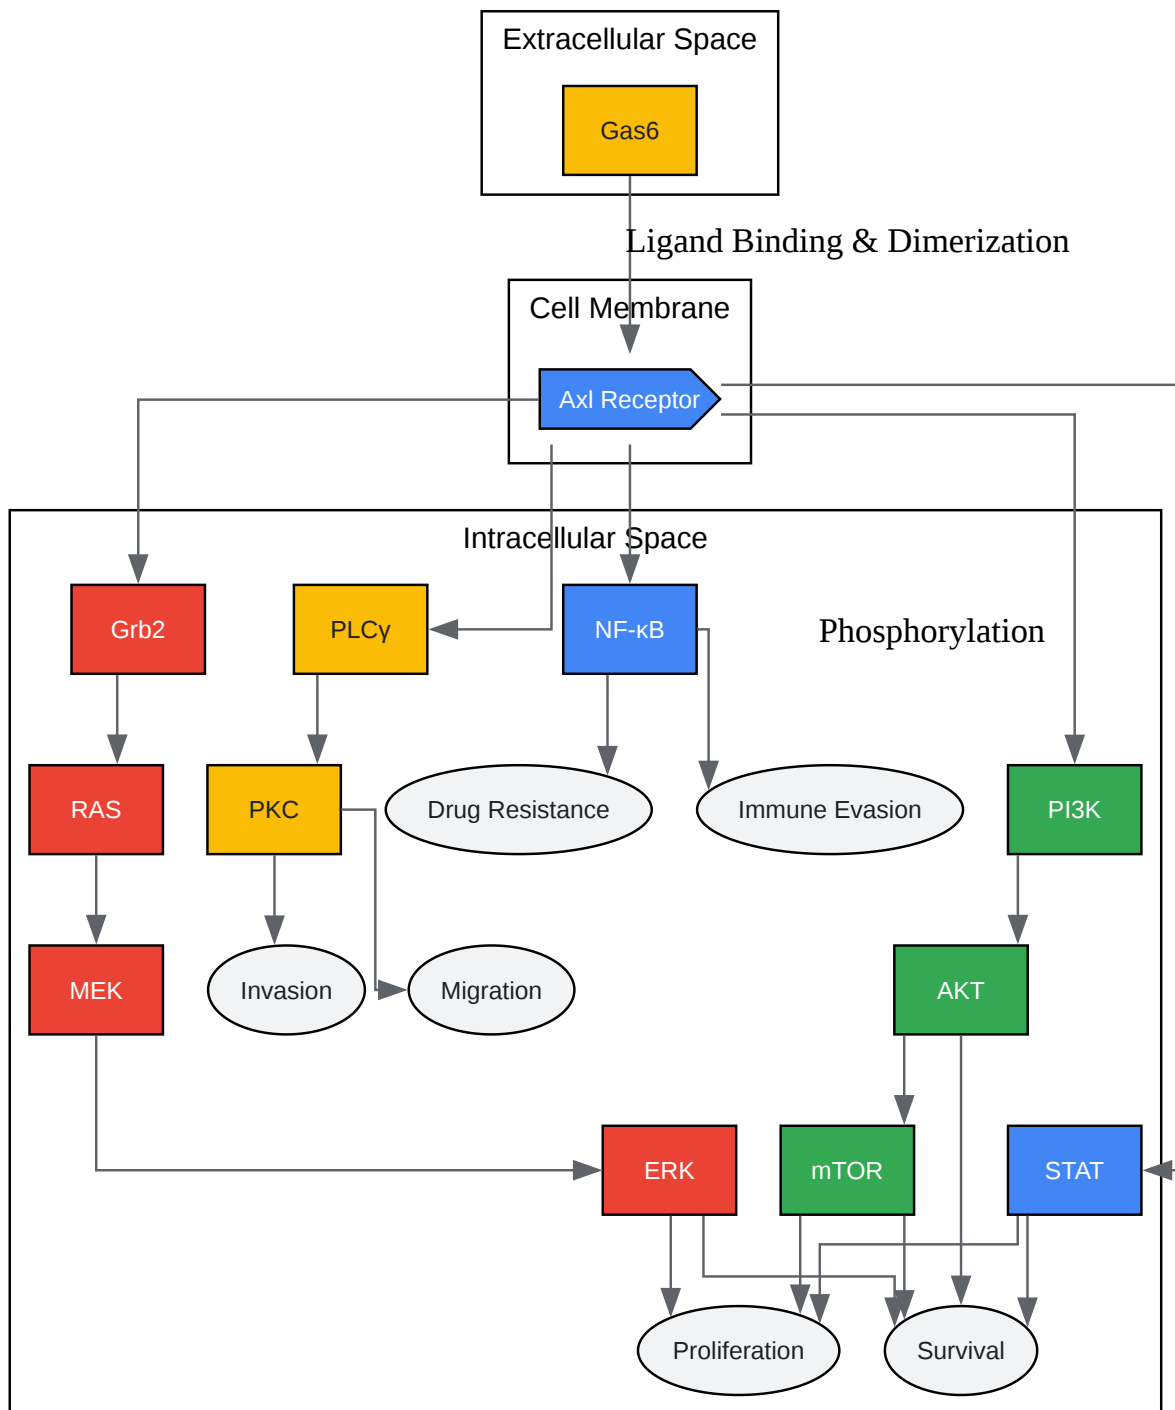 Extracellular Space
Gas6
Ligand Binding & Dimerization
Cell Membrane
Axl Receptor
Intracellular Space
Grb2
PLCγ
NF-κB
Phosphorylation
RAS
PKC
Drug Resistance
Immune Evasion
PI3K
MEK
Invasion
Migration
AKT
ERK
mTOR
STAT
Proliferation
Survival